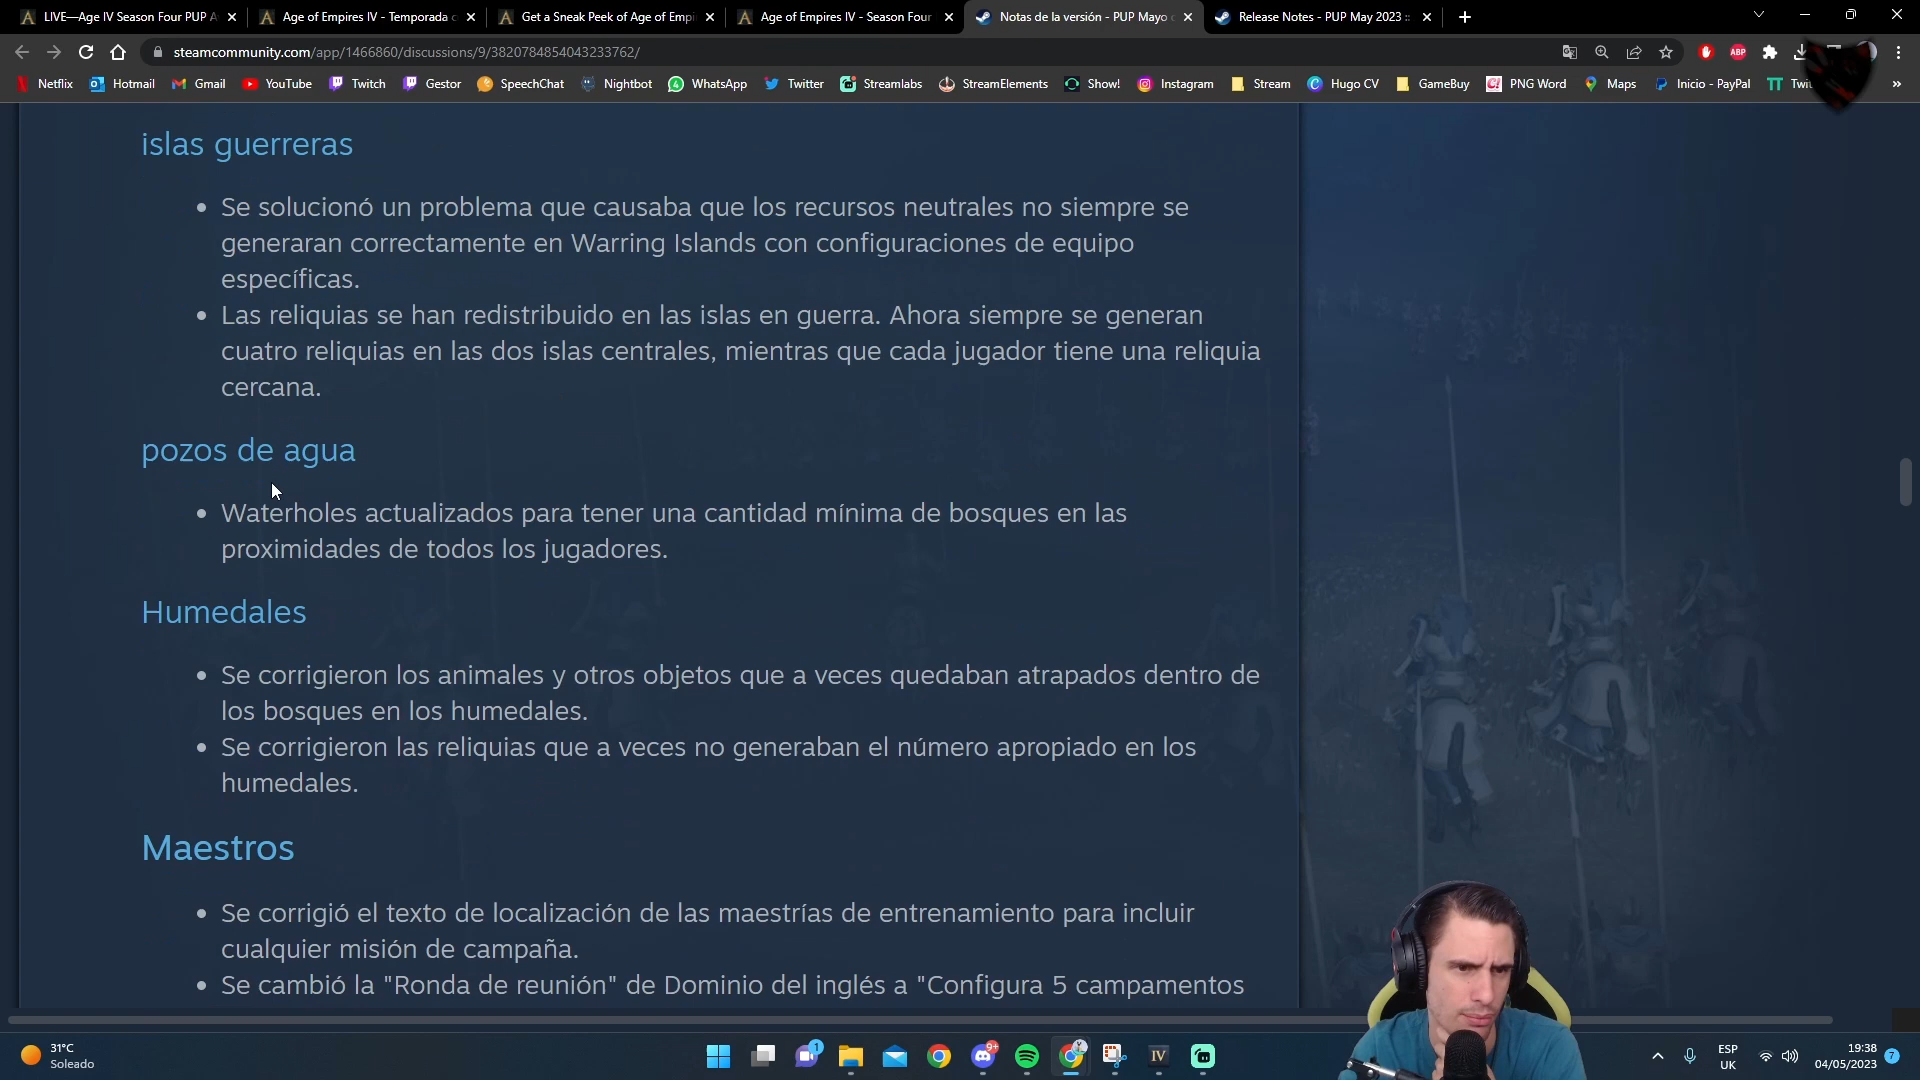 LIVE—Age IV Season Four PUP A
Age of Empires IV - Temporada c
Get a Sneak Peek of Age of Empi
Age of Empires IV - Season Four
Notas de la versión - PUP Mayo
Release Notes - PUP May 2023 ::
steamcommunity.com/app/1466860/discussions/9/3820784854043233762/
ABP
Netflix Hotmail Gmail YouTube Twitch Gestor SpeechChat Nightbot WhatsApp Twitter Streamlabs StreamElements Show! Instagram Stream Hugo CV GameBuy PNG Word Maps Inicio - PayPal
islas guerreras
• Se solucionó un problema que causaba que los recursos neutrales no siempre se
generaran correctamente en Warring Islands con configuraciones de equipo
específicas.
• Las reliquias se han redistribuido en las islas en guerra. Ahora siempre se generan
cuatro reliquias en las dos islas centrales, mientras que cada jugador tiene una reliquia
cercana.
pozos de agua
• Waterholes actualizados para tener una cantidad mínima de bosques en las
proximidades de todos los jugadores.
Humedales
• Se corrigieron los animales y otros objetos que a veces quedaban atrapados dentro de
los bosques en los humedales.
• Se corrigieron las reliquias que a veces no generaban el número apropiado en los
humedales.
Maestros
• Se corrigió el texto de localización de las maestrías de entrenamiento para incluir
cualquier misión de campaña.
• Se cambió la "Ronda de reunión" de Dominio del inglés a "Configura 5 campamentos
31°C
Soleado
1
9+
IV
ESP
UK
19:38
04/05/2023
7